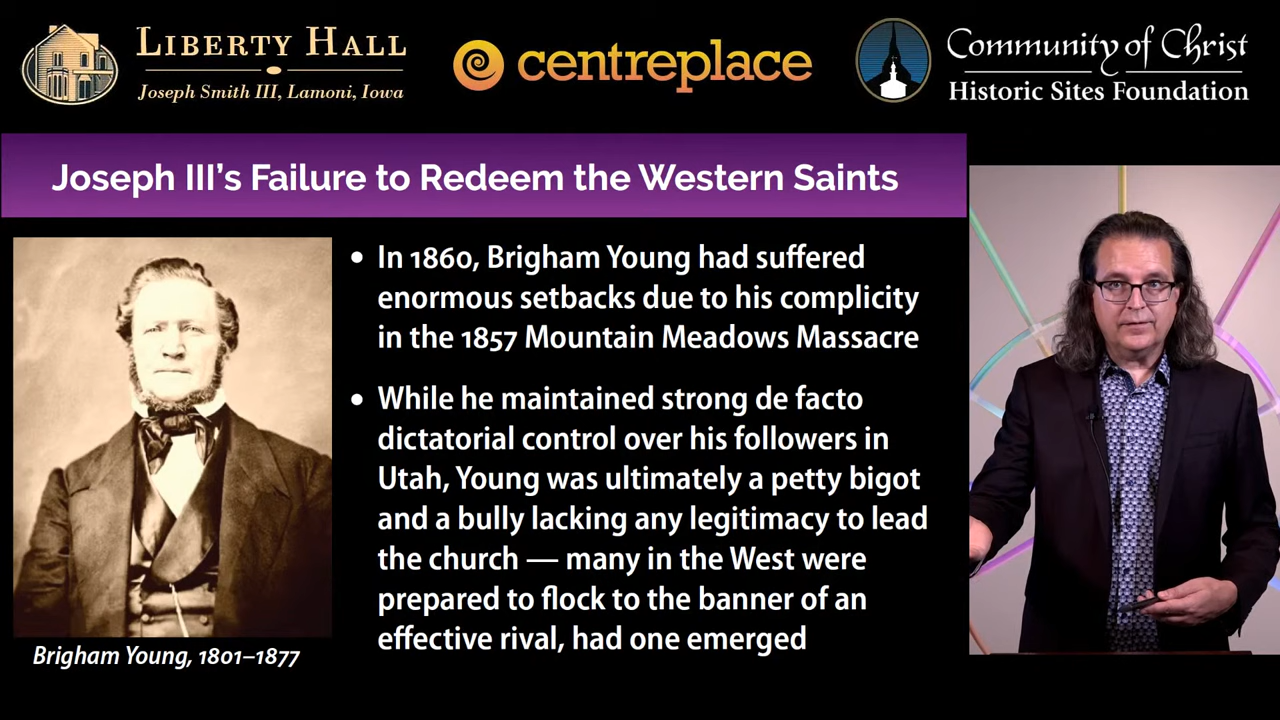 LIBERTY HALL
Joseph Smith III, Lamoni, Iowa
centreplace
Community of Christ
Historic Sites Foundation
Joseph III’s Failure to Redeem the Western Saints
• In 1860, Brigham Young had suffered
enormous setbacks due to his complicity
in the 1857 Mountain Meadows Massacre
• While he maintained strong de facto
dictatorial control over his followers in
Utah, Young was ultimately a petty bigot
and a bully lacking any legitimacy to lead
the church — many in the West were
prepared to flock to the banner of an
effective rival, had one emerged
Brigham Young, 1801–1877